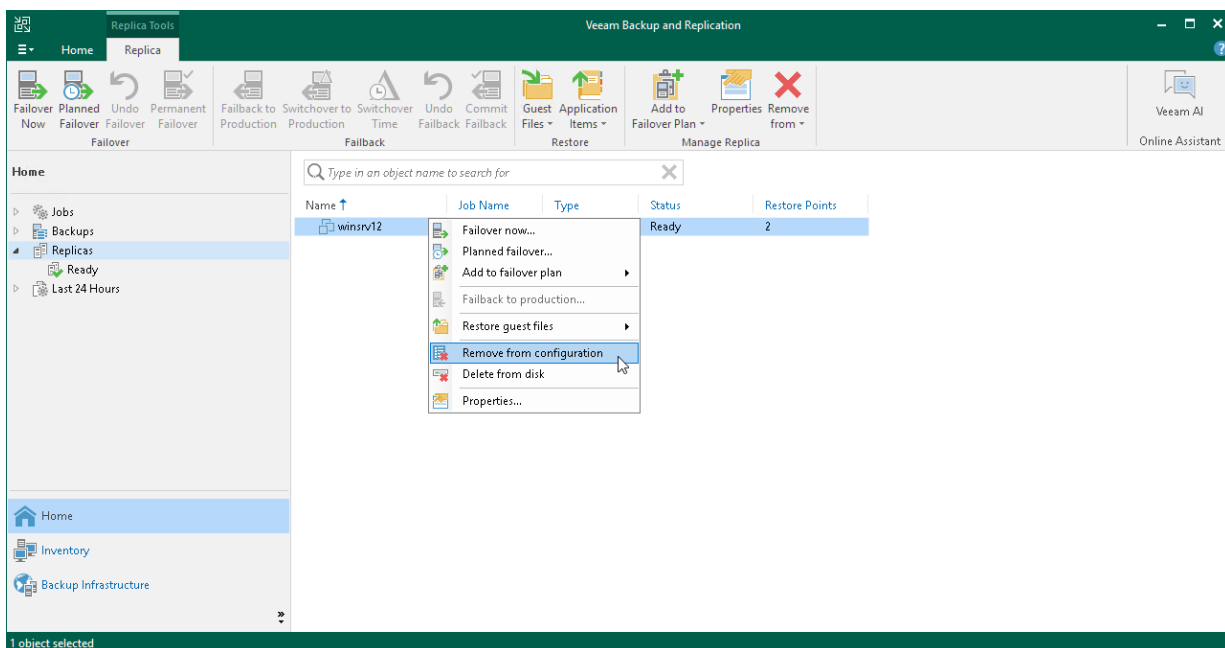 Replica Tools
Veeam Backup and Replication
Home
Replica
Failover Now
Planned Failover
Undo Failover
Permanent Failover
Failback to Production
Switchover to Production
Switchover Time
Undo Failback
Commit Failback
Guest Files
Application Items
Add to Failover Plan
Properties
Remove from
Veeam AI
Failover
Failback
Restore
Manage Replica
Online Assistant
Home
Type in an object name to search for
Jobs
Backups
Replicas
Ready
Last 24 Hours
Name
Job Name
Type
Status
Restore Points
winsrv12
Ready
2
Failover now...
Planned failover...
Add to failover plan
Failback to production...
Restore guest files
Remove from configuration
Delete from disk
Properties...
Home
Inventory
Backup Infrastructure
1 object selected